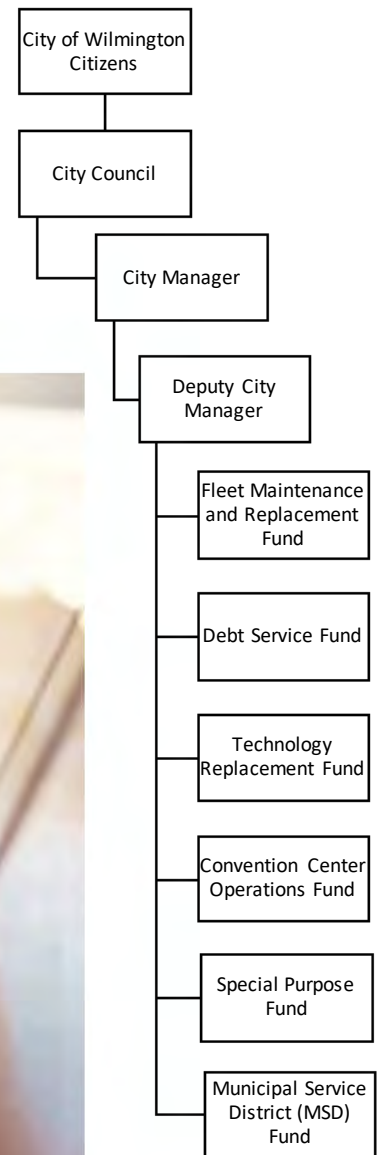 City of Wilmington
Citizens
City Council
City Manager
Deputy City
Manager
Fleet Maintenance
and Replacement
Fund
Debt Service Fund
Technology
Replacement Fund
Convention Center
Operations Fund
Special Purpose
Fund
Municipal Service
District (MSD)
Fund